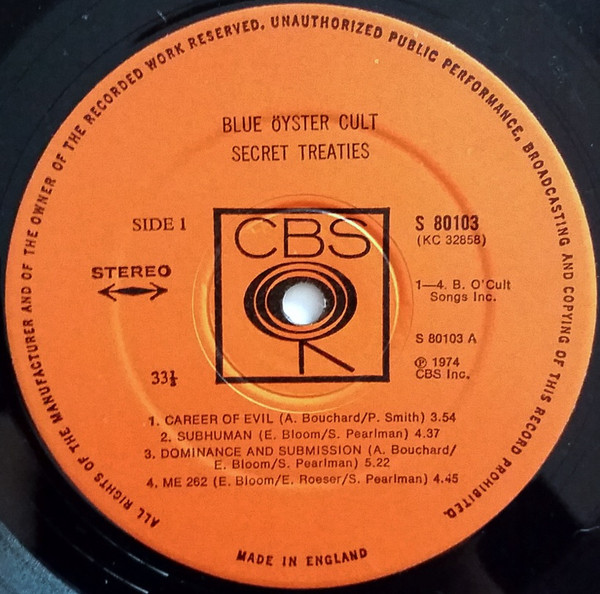 ALL RIGHTS OF THE MANUFACTURER AND OF THE OWNER OF THE RECORDED WORK RESERVED. UNAUTHORIZED PUBLIC PERFORMANCE, BROADCASTING AND COPYING OF THIS RECORD PROHIBITED.
BLUE ÖYSTER CULT
SECRET TREATIES
SIDE 1
CBS
S 80103
(KC 32858)
STEREO
1—4. B. O'Cult
Songs Inc.
S 80103 A
℗ 1974
CBS Inc.
33⅓
1. CAREER OF EVIL (A. Bouchard/P. Smith) 3.54
2. SUBHUMAN (E. Bloom/S. Pearlman) 4.37
3. DOMINANCE AND SUBMISSION (A. Bouchard/
E. Bloom/S. Pearlman) 5.22
4. ME 262 (E. Bloom/E. Roeser/S. Pearlman) 4.45
MADE IN ENGLAND